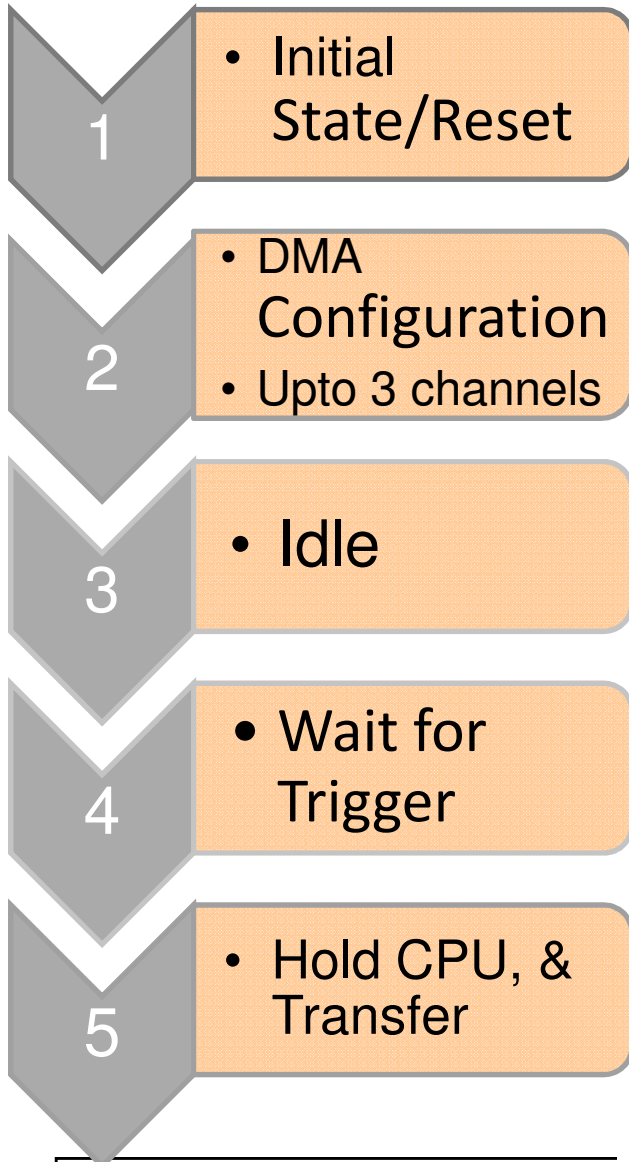 1
• Initial
State/Reset
2
• DMA
Configuration
• Upto 3 channels
3
• Idle
4
• Wait for
Trigger
5
• Hold CPU, &
Transfer